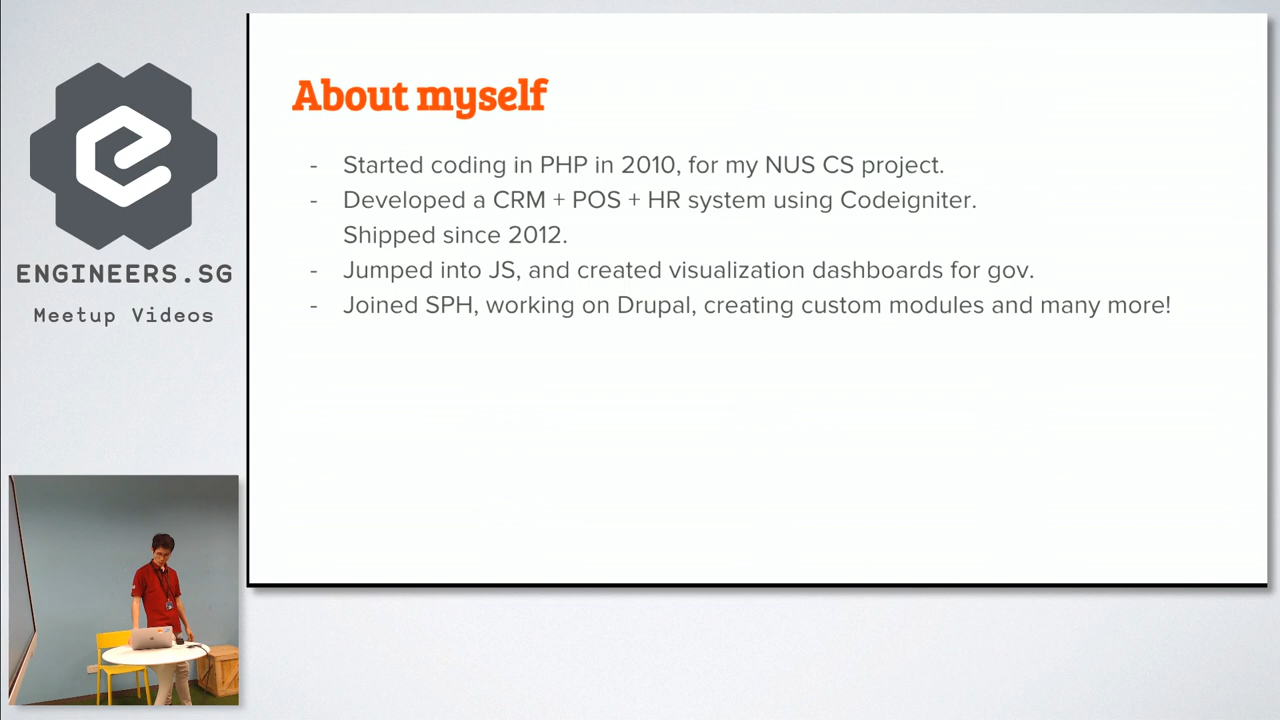 ENGINEERS.SG
Meetup Videos
About myself
- Started coding in PHP in 2010, for my NUS CS project.
- Developed a CRM + POS + HR system using Codeigniter.
Shipped since 2012.
- Jumped into JS, and created visualization dashboards for gov.
- Joined SPH, working on Drupal, creating custom modules and many more!